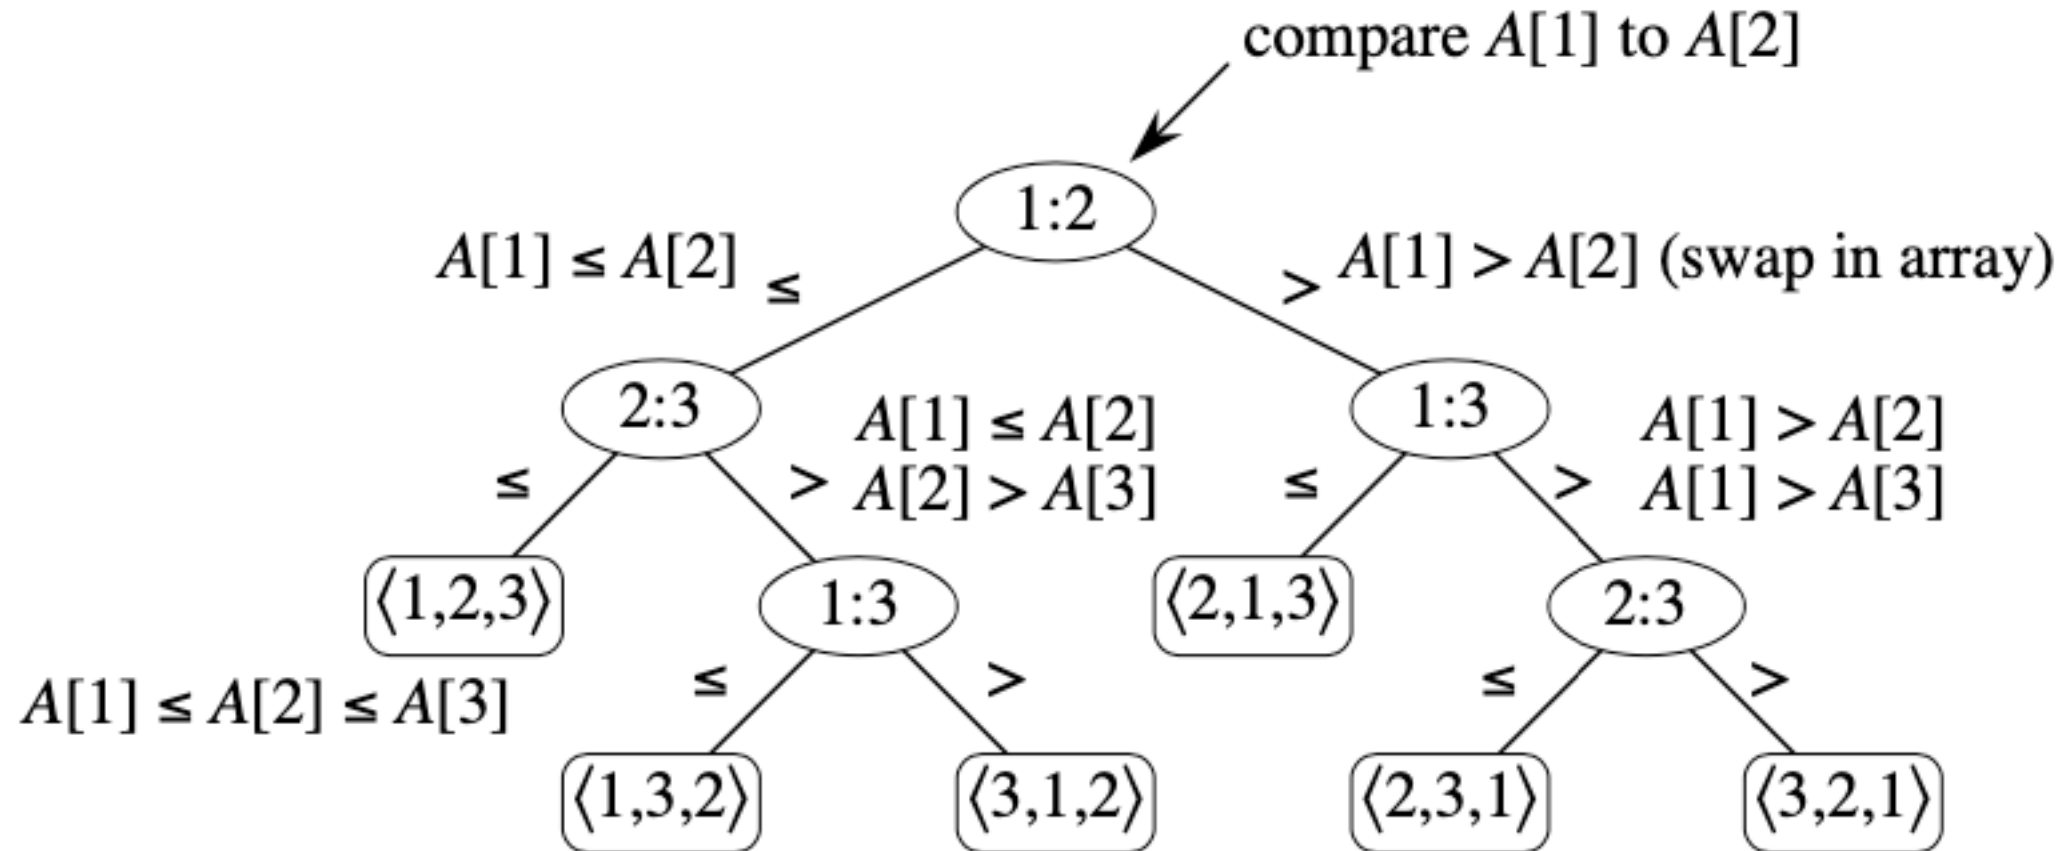 compare A[1] to A[2]
1:2
A[1] ≤ A[2] ≤
> A[1] > A[2] (swap in array)
2:3
1:3
≤
> A[1] ≤ A[2]
A[2] > A[3]
≤
> A[1] > A[2]
A[1] > A[3]
⟨1,2,3⟩
1:3
⟨2,1,3⟩
2:3
A[1] ≤ A[2] ≤ A[3]
≤
>
≤
>
⟨1,3,2⟩
⟨3,1,2⟩
⟨2,3,1⟩
⟨3,2,1⟩